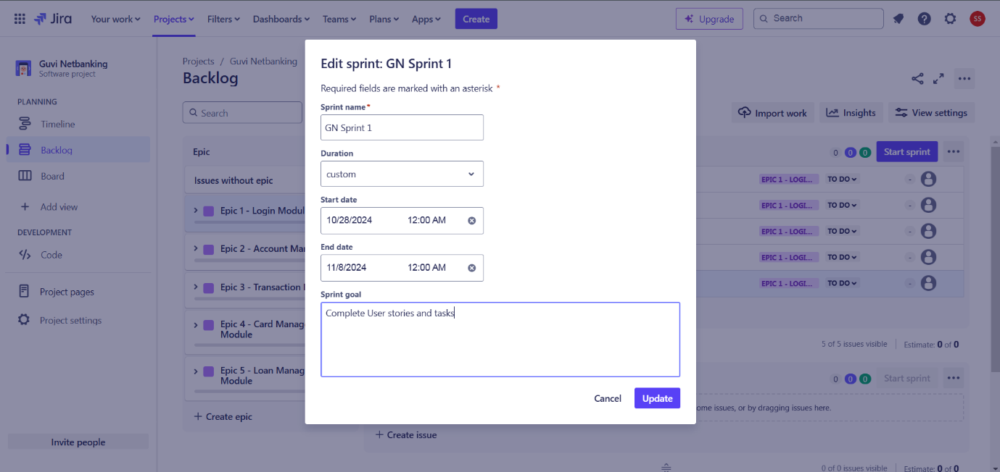 Jira Your work Projects Filters Dashboards Teams Plans Apps Create Upgrade Search ? SS
Guvi Netbanking
Software project
PLANNING
Timeline
Backlog
Board
Add view
DEVELOPMENT
Code
Project pages
Project settings
Invite people
Projects / Guvi Netbanking
Backlog
Search
Import work Insights View settings
Epic
Issues without epic
Epic 1 - Login Modul
Epic 2 - Account Ma
Epic 3 - Transaction
Epic 4 - Card Manag
Module
Epic 5 - Loan Manag
Module
+ Create epic
Edit sprint: GN Sprint 1
Required fields are marked with an asterisk *
Sprint name*
GN Sprint 1
Duration
custom
Start date
10/28/2024 12:00 AM
End date
11/8/2024 12:00 AM
Sprint goal
Complete User stories and tasks
Cancel Update
0 0 0 Start sprint
EPIC 1 - LOGI... TO DO -
EPIC 1 - LOGI... TO DO -
EPIC 1 - LOGI... TO DO -
EPIC 1 - LOGI... TO DO -
EPIC 1 - LOGI... TO DO -
5 of 5 issues visible Estimate: 0 of 0
0 0 0 Start sprint
ome issues, or by dragging issues here.
+ Create issue
0 of 0 issues visible Estimate: 0 of 0